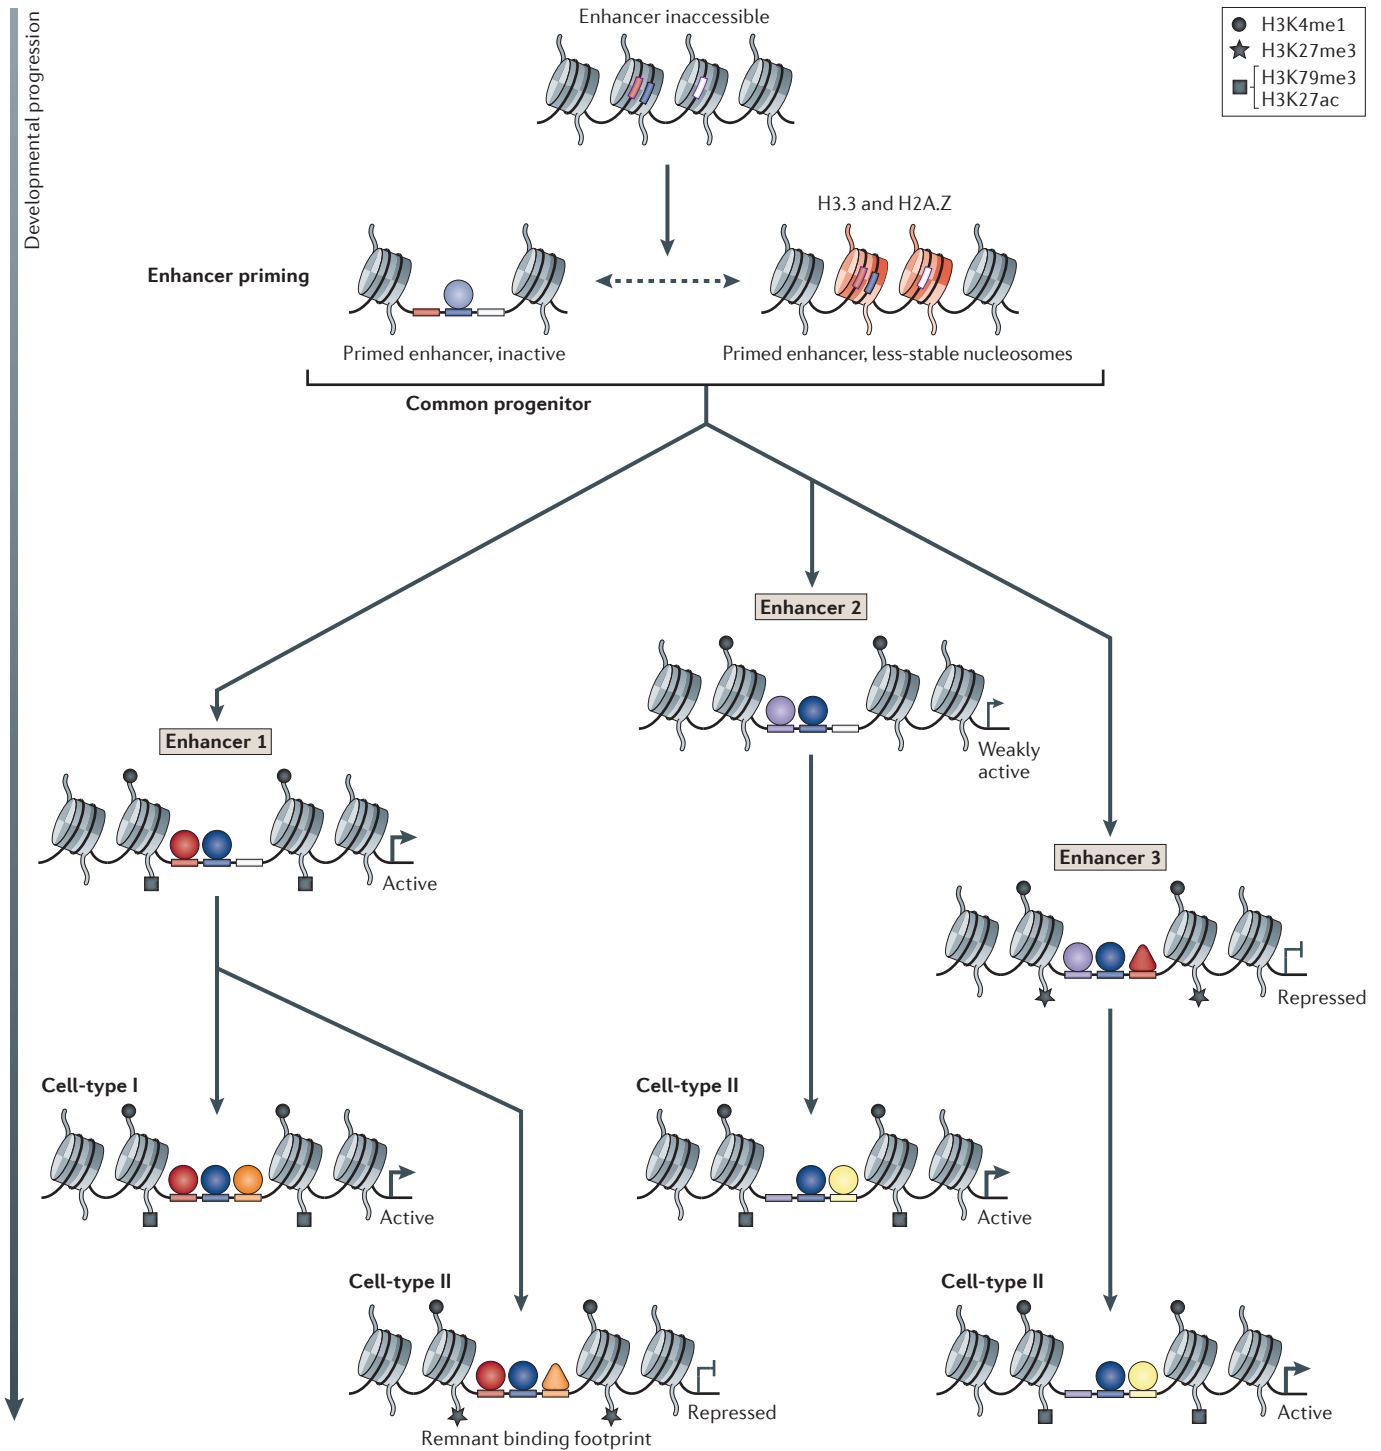 Developmental progression
Enhancer inaccessible
H3K4me1
H3K27me3
H3K79me3
H3K27ac
H3.3 and H2A.Z
Enhancer priming
Primed enhancer, inactive
Primed enhancer, less-stable nucleosomes
Common progenitor
Enhancer 2
Weakly
active
Enhancer 1
Active
Enhancer 3
Repressed
Cell-type I
Active
Cell-type II
Active
Cell-type II
Repressed
Remnant binding footprint
Cell-type II
Active